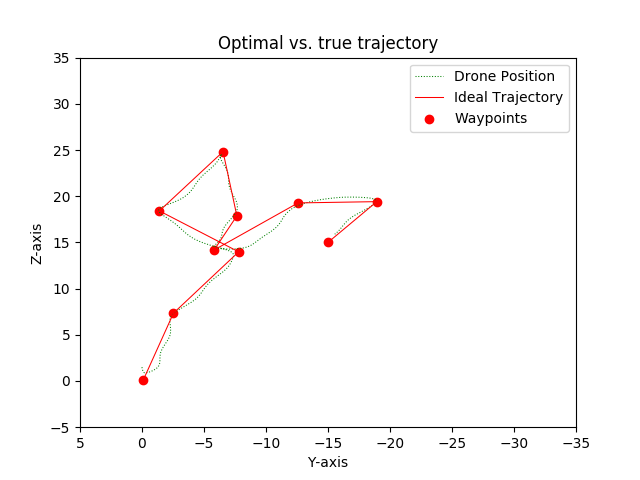 Optimal vs. true trajectory
Drone Position
Ideal Trajectory
Waypoints
Z-axis
35
30
25
20
15
10
5
0
−5
5 0 −5 −10 −15 −20 −25 −30 −35
Y-axis